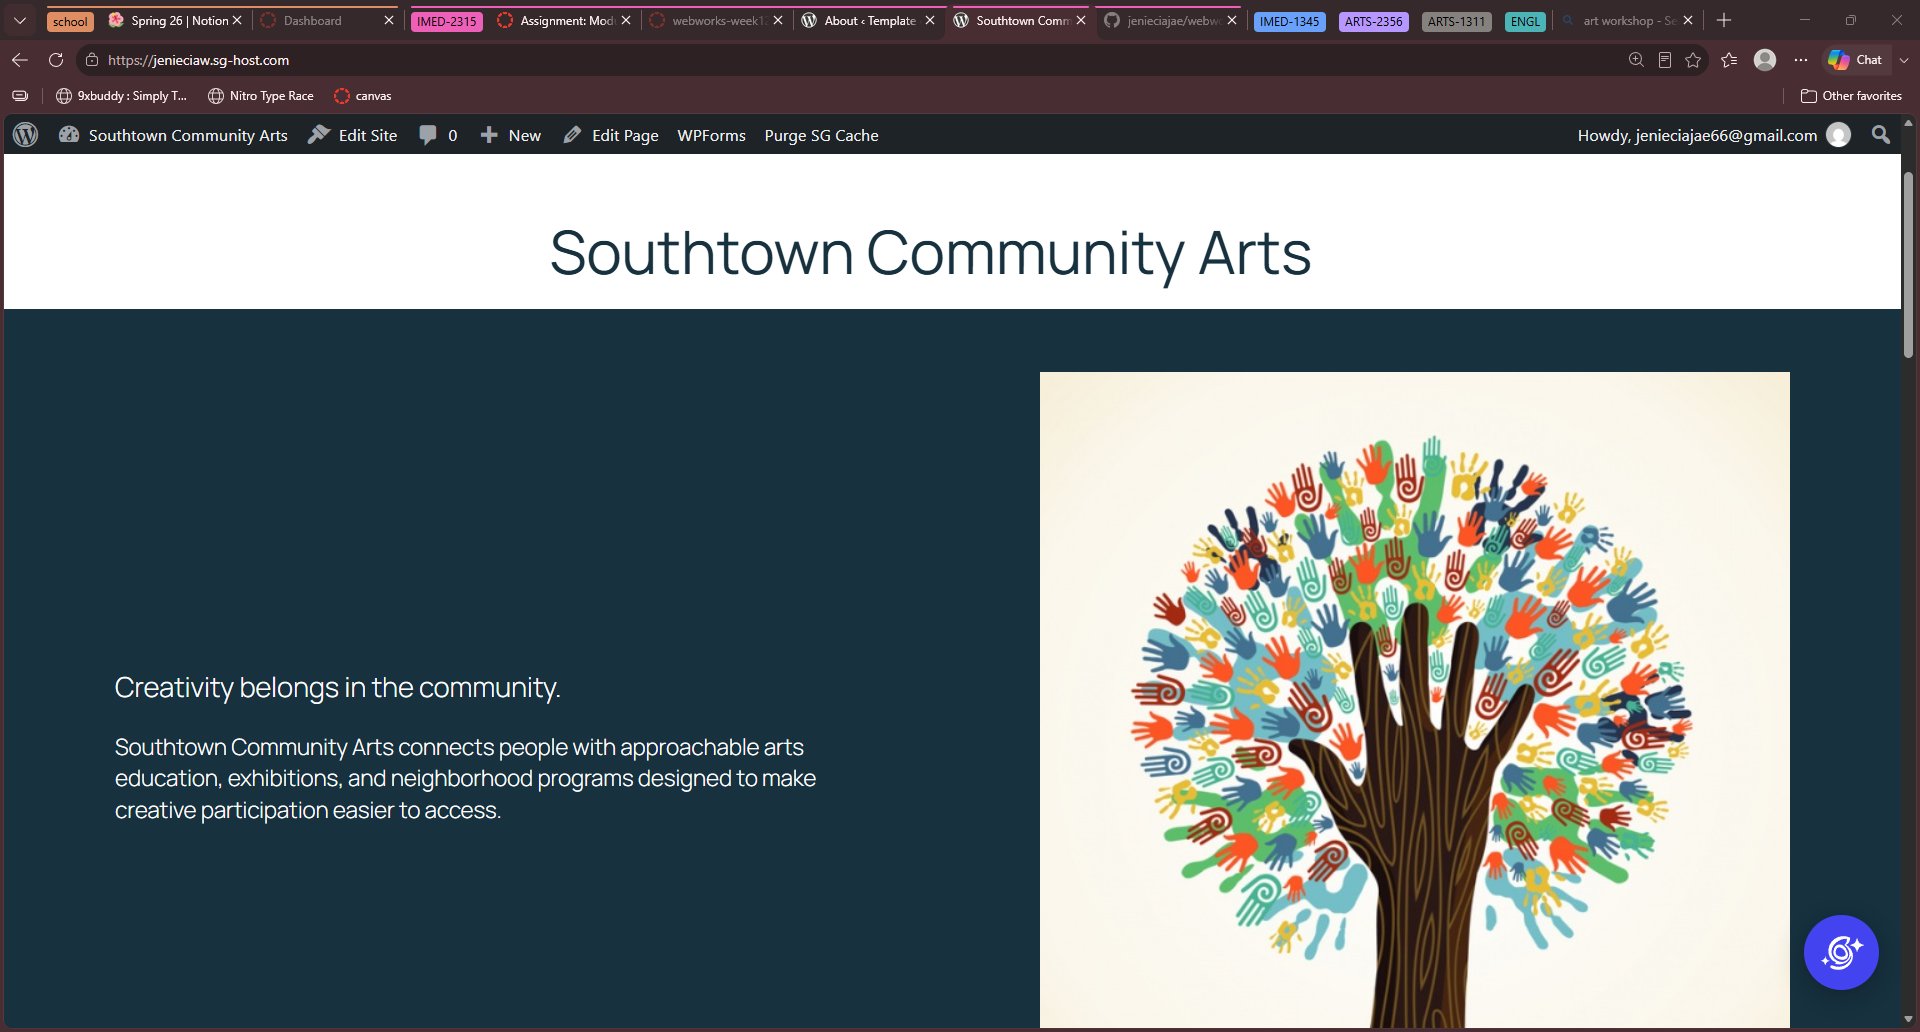 school
Spring 26 | Notion
Dashboard
IMED-2315
Assignment: Mod
webworks-week1
About ‹ Template
Southtown Comm
jenieciajae/webw
IMED-1345
ARTS-2356
ARTS-1311
ENGL
art workshop - Se
https://jenieciaw.sg-host.com
Chat
9xbuddy : Simply T...
Nitro Type Race
canvas
Other favorites
Southtown Community Arts
Edit Site
0
New
Edit Page
WPForms
Purge SG Cache
Howdy, jenieciajae66@gmail.com
Southtown Community Arts
Creativity belongs in the community.
Southtown Community Arts connects people with approachable arts
education, exhibitions, and neighborhood programs designed to make
creative participation easier to access.